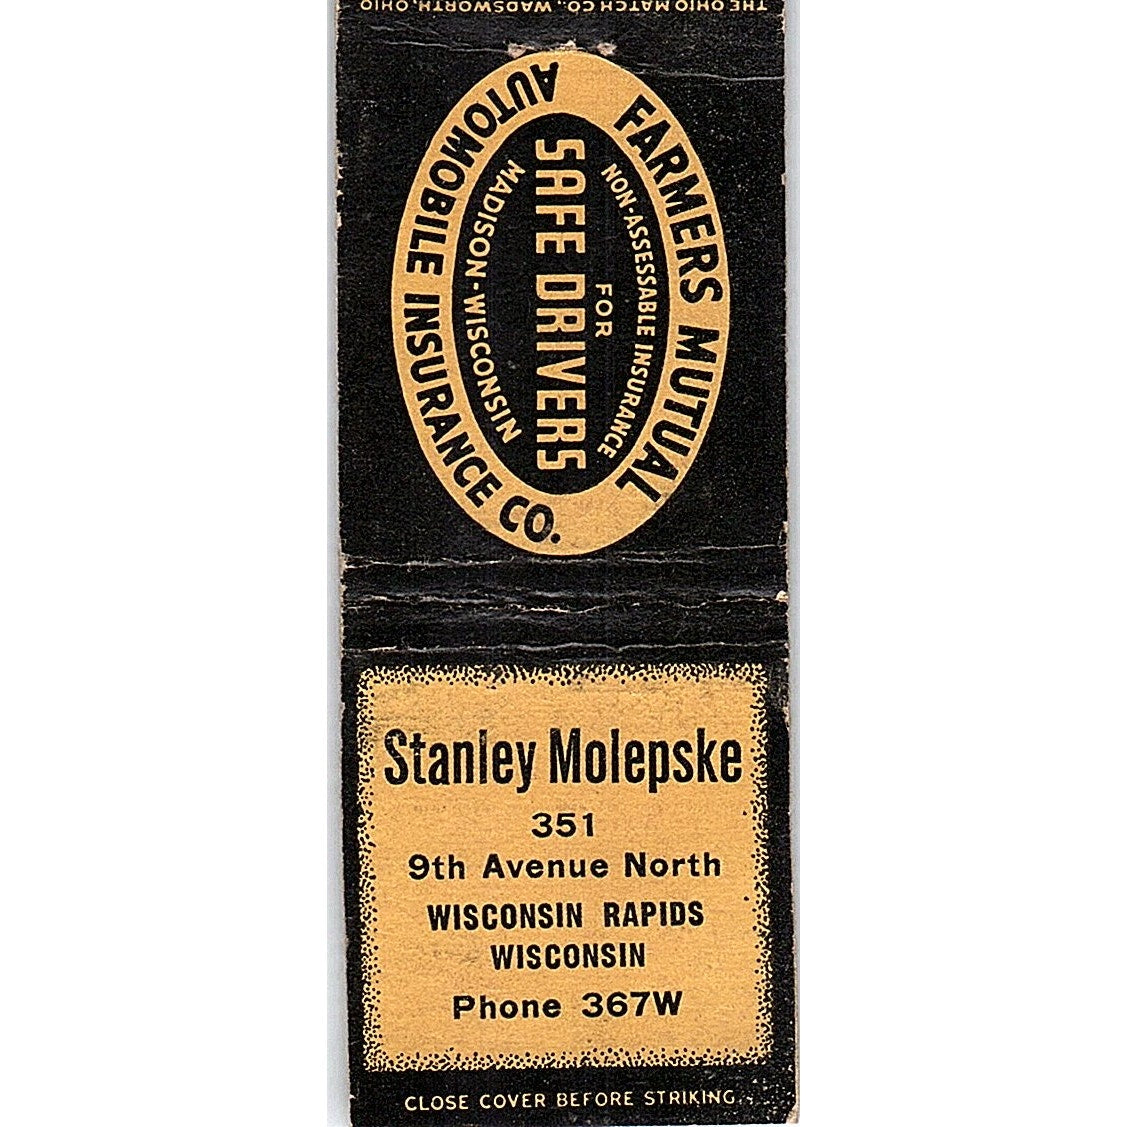 THE OHIO MATCH CO., WADSWORTH, OHIO
FARMERS MUTUAL
NON-ASSESSABLE INSURANCE
FOR
SAFE DRIVERS
MADISON-WISCONSIN
AUTOMOBILE INSURANCE CO.
Stanley Molepske
351
9th Avenue North
WISCONSIN RAPIDS
WISCONSIN
Phone 367W
CLOSE COVER BEFORE STRIKING